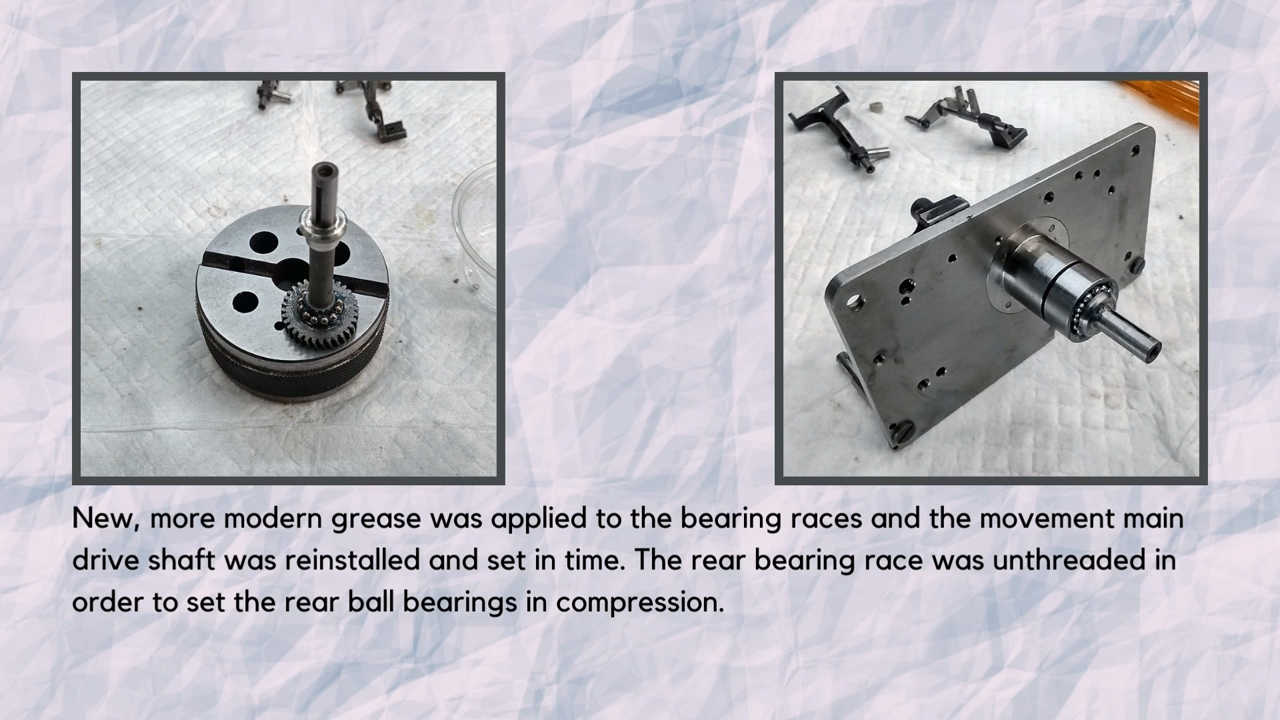 New, more modern grease was applied to the bearing races and the movement main
drive shaft was reinstalled and set in time. The rear bearing race was unthreaded in
order to set the rear ball bearings in compression.